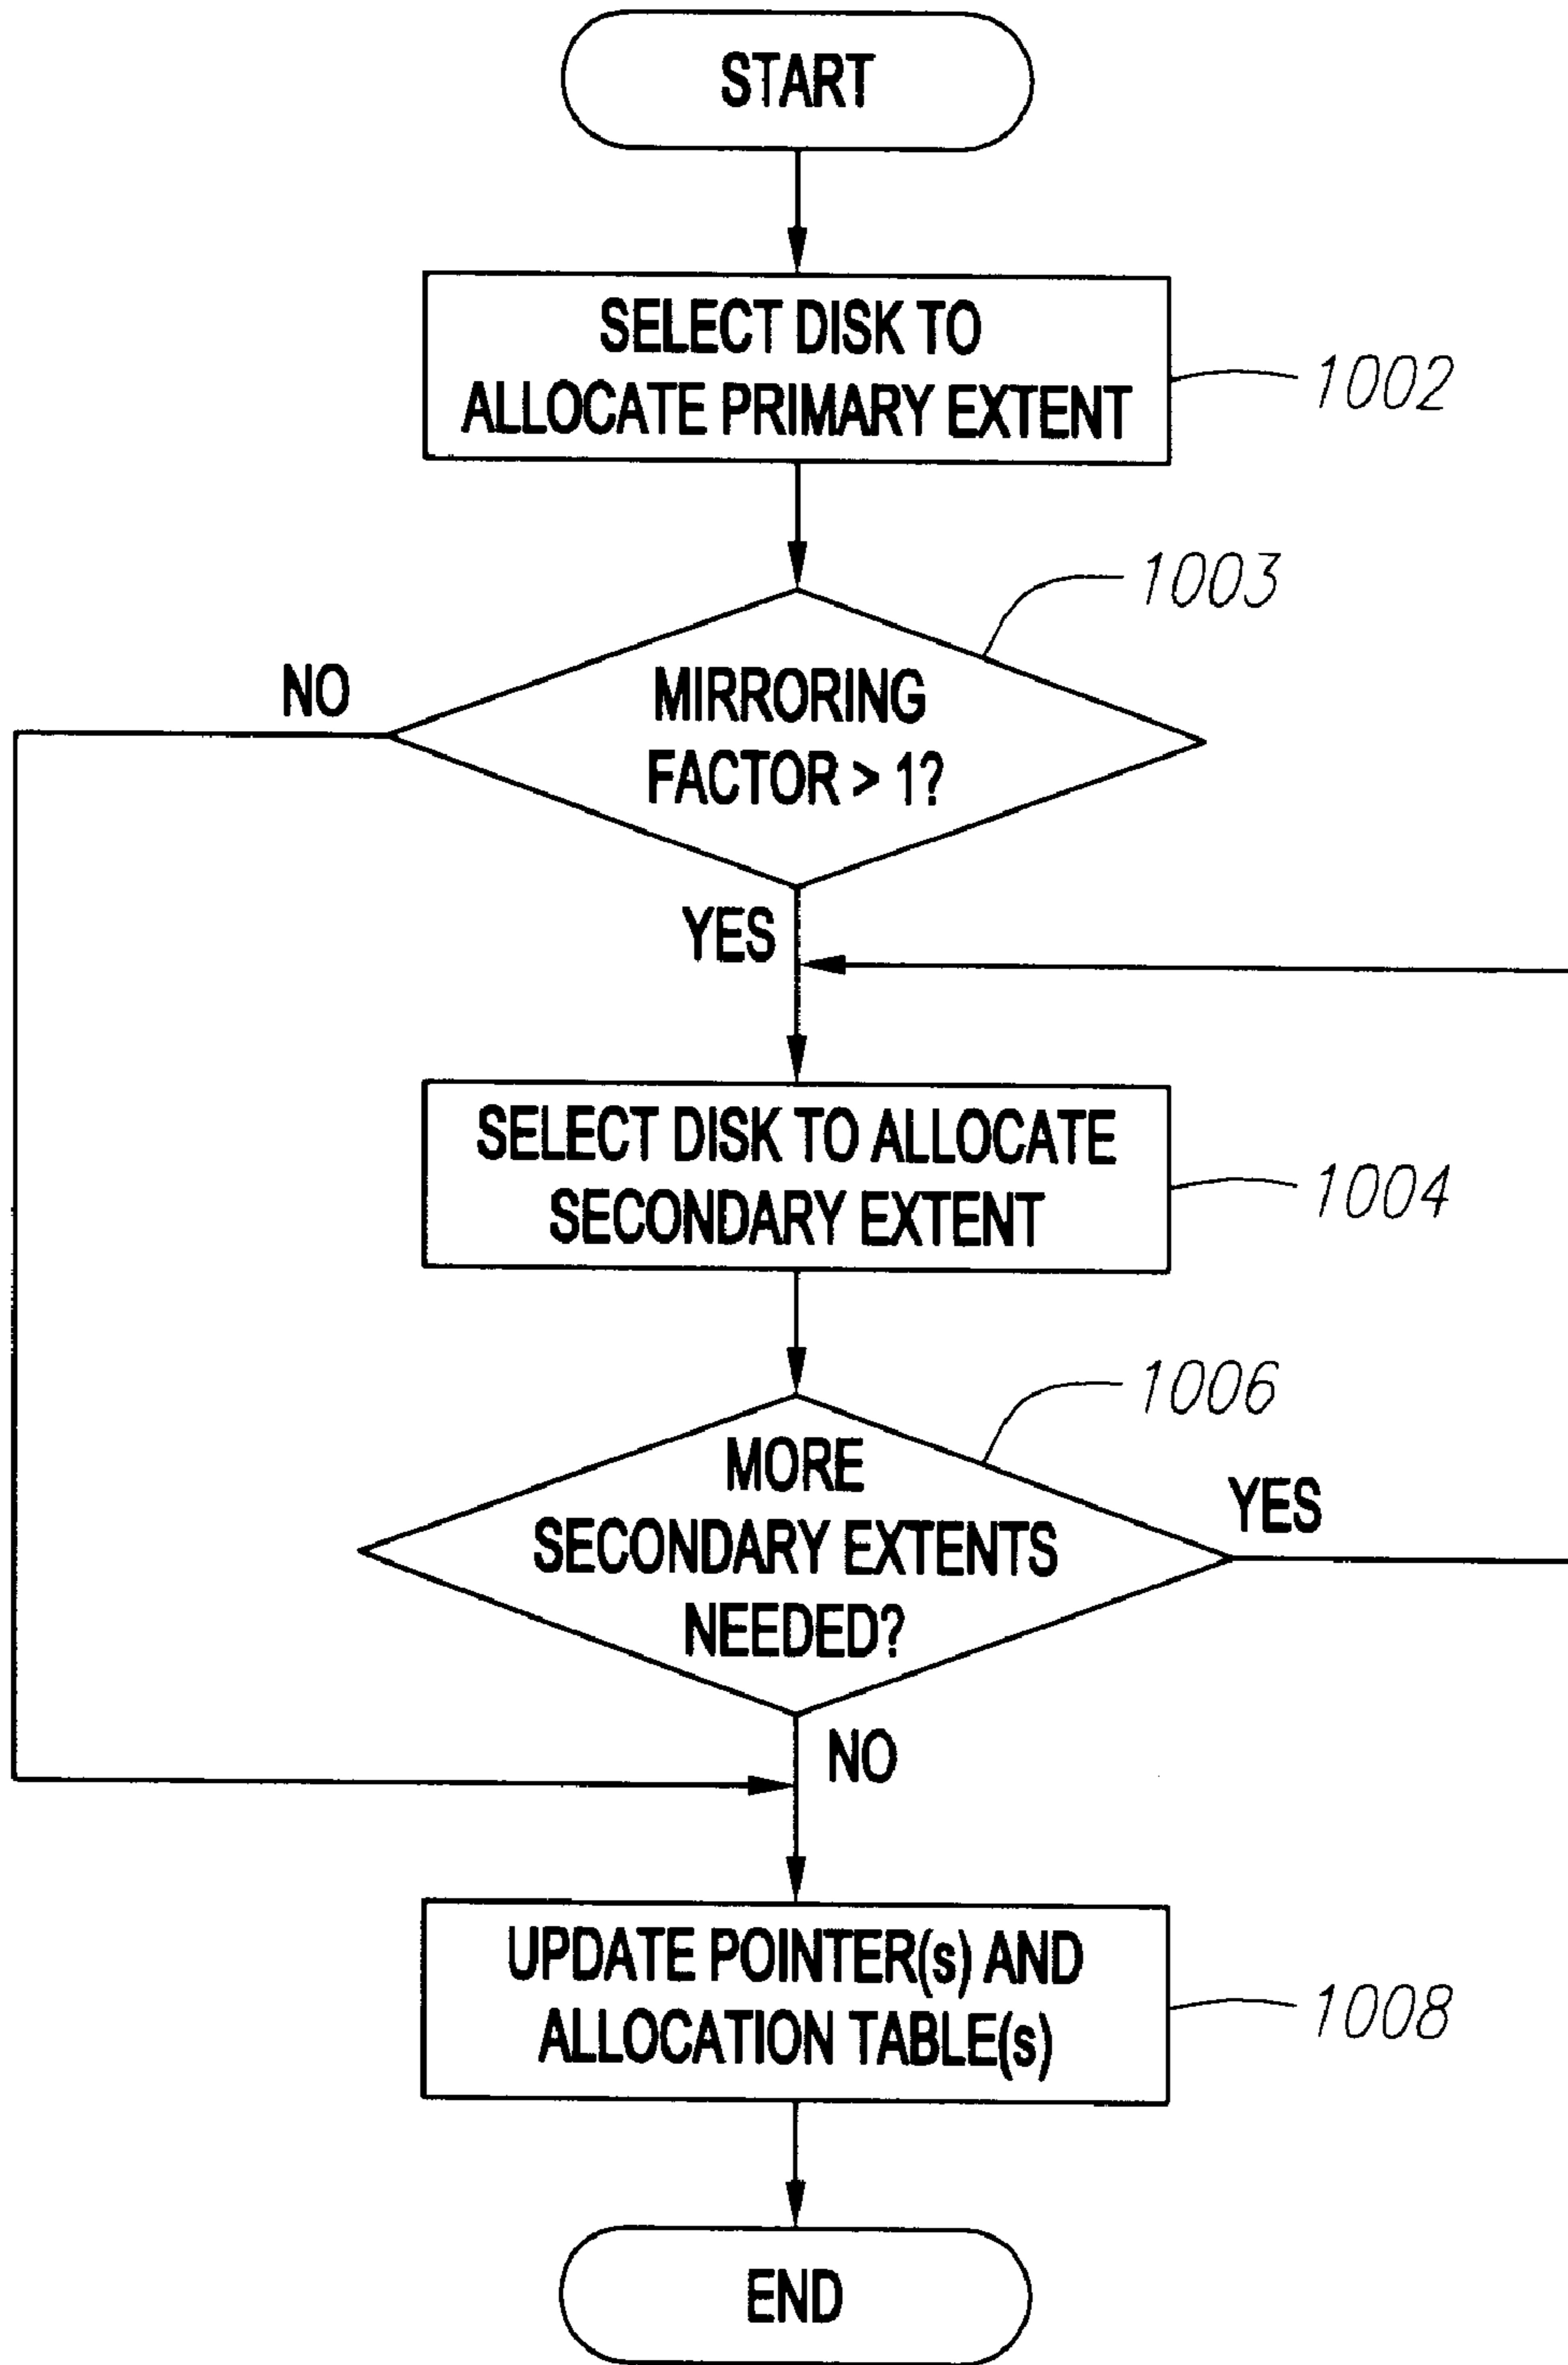 START
SELECT DISK TO
ALLOCATE PRIMARY EXTENT
1002
1003
NO
MIRRORING
FACTOR > 1?
YES
SELECT DISK TO ALLOCATE
SECONDARY EXTENT
1004
1006
MORE
SECONDARY EXTENTS
NEEDED?
YES
NO
UPDATE POINTER(s) AND
ALLOCATION TABLE(s)
1008
END